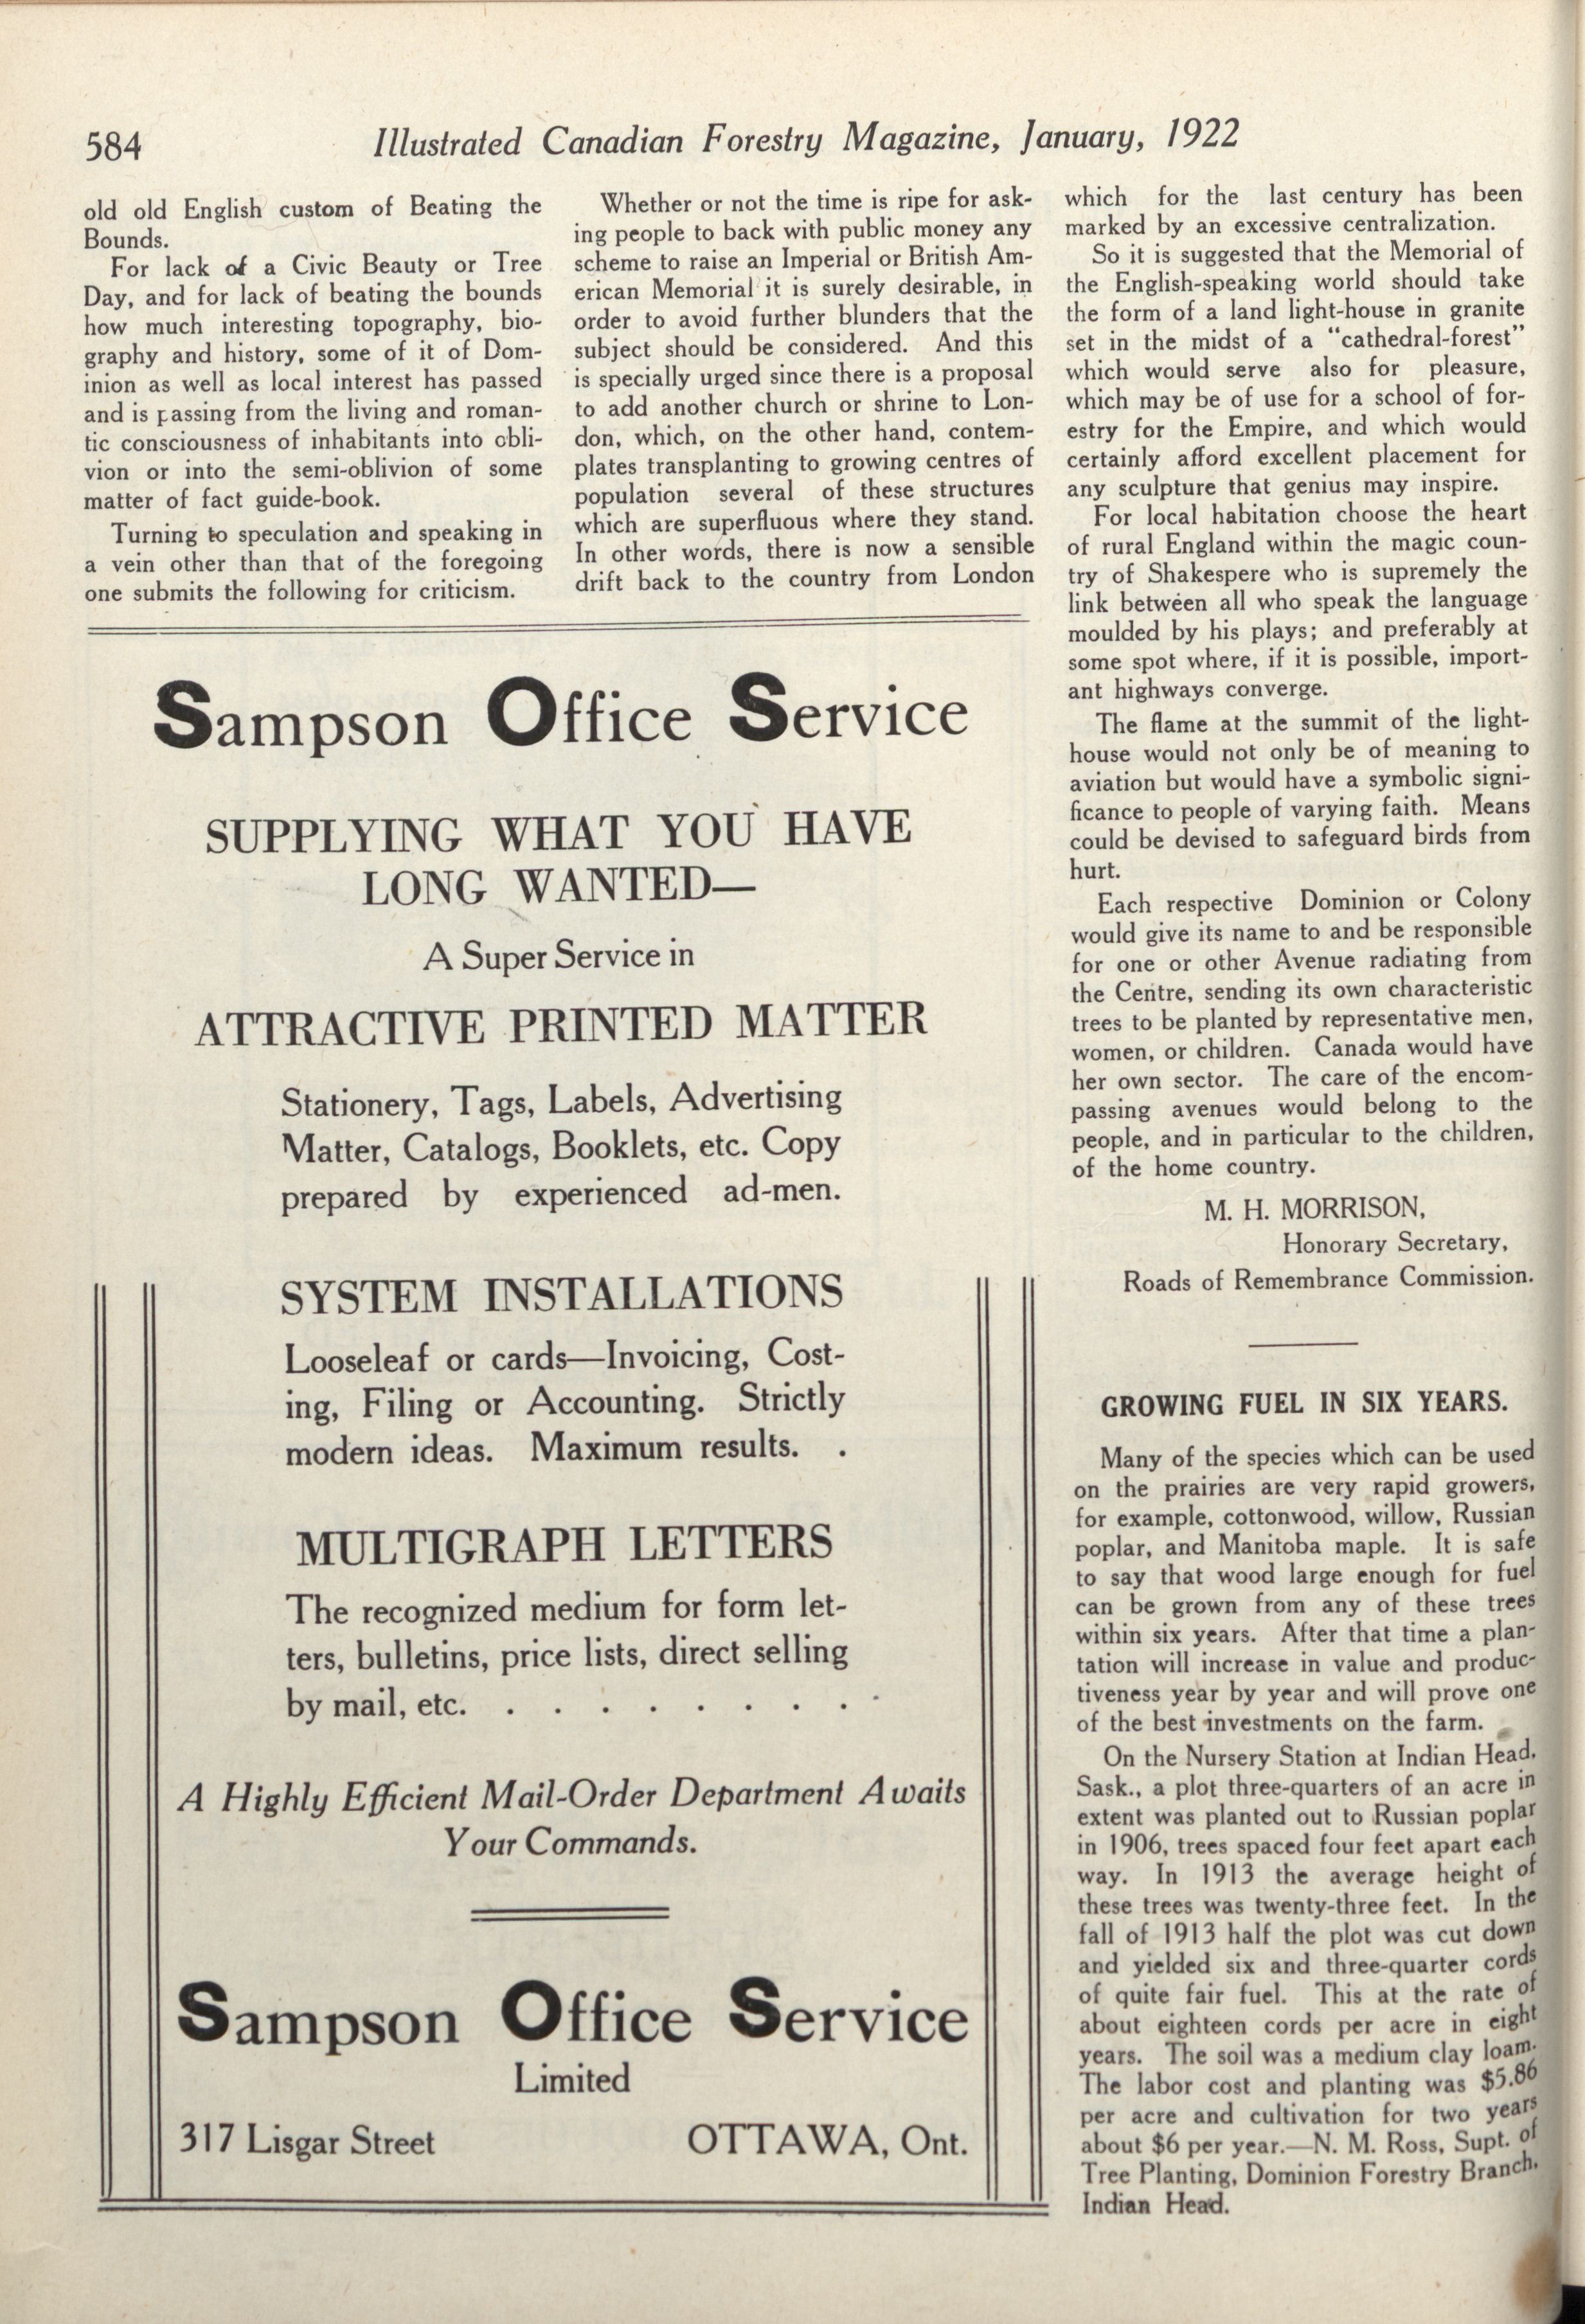 584
Illustrated Canadian Forestry Magazine, January, 1922
old old English custom of Beating the
Bounds.
For lack of a Civic Beauty or Tree
Day, and for lack of beating the bounds
how much interesting topography, bio-
graphy and history, some of it of Dom-
inion as well as local interest has passed
and is passing from the living and roman-
tic consciousness of inhabitants into obli-
vion or into the semi-oblivion of some
matter of fact guide-book.
Turning to speculation and speaking in
a vein other than that of the foregoing
one submits the following for criticism.
Whether or not the time is ripe for ask-
ing people to back with public money any
scheme to raise an Imperial or British Am-
erican Memorial it is surely desirable, in
order to avoid further blunders that the
subject should be considered. And this
is specially urged since there is a proposal
to add another church or shrine to Lon-
don, which, on the other hand, contem-
plates transplanting to growing centres of
population several of these structures
which are superfluous where they stand.
In other words, there is now a sensible
drift back to the country from London
which for the last century has been
marked by an excessive centralization.
So it is suggested that the Memorial of
the English-speaking world should take
the form of a land light-house in granite
set in the midst of a "cathedral-forest"
which would serve also for pleasure,
which may be of use for a school of for-
estry for the Empire, and which would
certainly afford excellent placement for
any sculpture that genius may inspire.
For local habitation choose the heart
of rural England within the magic coun-
try of Shakespere who is supremely the
link between all who speak the language
moulded by his plays; and preferably at
some spot where, if it is possible, import-
ant highways converge.
The flame at the summit of the light-
house would not only be of meaning to
aviation but would have a symbolic signi-
ficance to people of varying faith. Means
could be devised to safeguard birds from
hurt.
Each respective Dominion or Colony
would give its name to and be responsible
for one or other Avenue radiating from
the Centre, sending its own characteristic
trees to be planted by representative men,
women, or children. Canada would have
her own sector. The care of the encom-
passing avenues would belong to the
people, and in particular to the children,
of the home country.
M. H. MORRISON,
Honorary Secretary,
Roads of Remembrance Commission.
GROWING FUEL IN SIX YEARS.
Many of the species which can be used
on the prairies are very rapid growers,
for example, cottonwood, willow, Russian
poplar, and Manitoba maple. It is safe
to say that wood large enough for fuel
can be grown from any of these trees
within six years. After that time a plan-
tation will increase in value and produc-
tiveness year by year and will prove one
of the best investments on the farm.
On the Nursery Station at Indian Head,
Sask., a plot three-quarters of an acre in
extent was planted out to Russian poplar
in 1906, trees spaced four feet apart each
way. In 1913 the average height of
these trees was twenty-three feet. In the
fall of 1913 half the plot was cut down
and yielded six and three-quarter cords
of quite fair fuel. This at the rate of
about eighteen cords per acre in eight
years. The soil was a medium clay loam.
The labor cost and planting was $5.86
per acre and cultivation for two years
about $6 per year.—N. M. Ross, Supt. of
Tree Planting, Dominion Forestry Branch,
Indian Head.
Sampson Office Service
SUPPLYING WHAT YOU HAVE
LONG WANTED—
A Super Service in
ATTRACTIVE PRINTED MATTER
Stationery, Tags, Labels, Advertising
Matter, Catalogs, Booklets, etc. Copy
prepared by experienced ad-men.
SYSTEM INSTALLATIONS
Looseleaf or cards—Invoicing, Cost-
ing, Filing or Accounting. Strictly
modern ideas. Maximum results. .
MULTIGRAPH LETTERS
The recognized medium for form let-
ters, bulletins, price lists, direct selling
by mail, etc. . . . . . . . . .
A Highly Efficient Mail-Order Department Awaits
Your Commands.
Sampson Office Service
Limited
317 Lisgar Street OTTAWA, Ont.